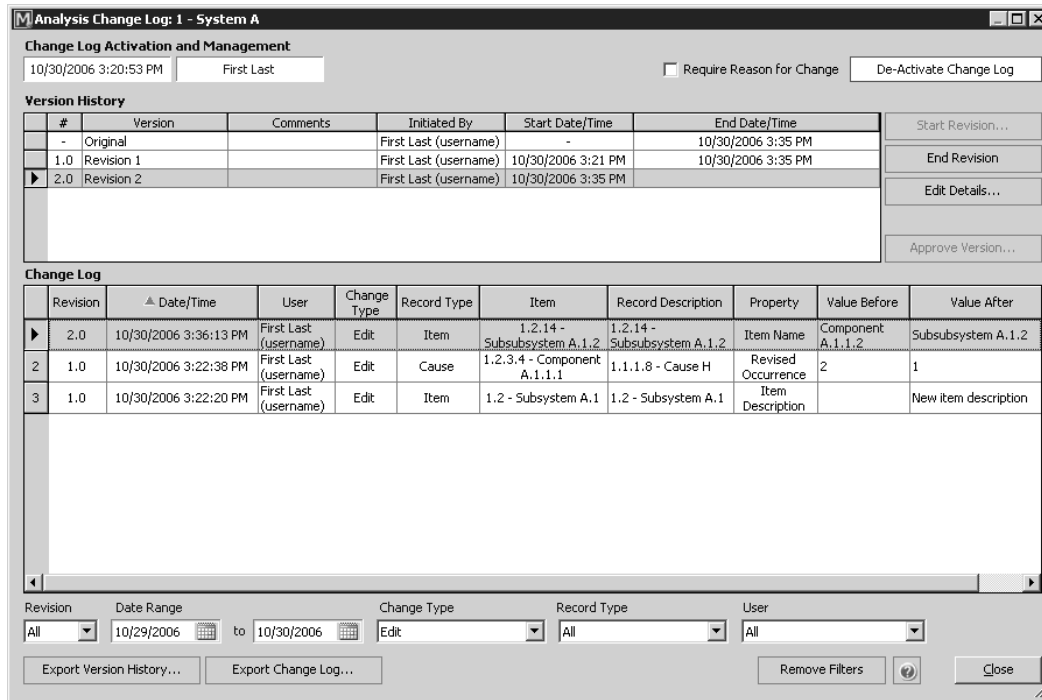 M Analysis Change Log: 1 - System A
Change Log Activation and Management
10/30/2006 3:20:53 PM First Last Require Reason for Change De-Activate Change Log
Version History
# Version Comments Initiated By Start Date/Time End Date/Time Start Revision...
- Original First Last (username) - 10/30/2006 3:35 PM
1.0 Revision 1 First Last (username) 10/30/2006 3:21 PM 10/30/2006 3:35 PM End Revision
2.0 Revision 2 First Last (username) 10/30/2006 3:35 PM
Edit Details...
Approve Version...
Change Log
Revision Date/Time User Change Type Record Type Item Record Description Property Value Before Value After
2.0 10/30/2006 3:36:13 PM First Last (username) Edit Item 1.2.14 - Subsubsystem A.1.2 1.2.14 - Subsubsystem A.1.2 Item Name Component A.1.1.2 Subsubsystem A.1.2
2 1.0 10/30/2006 3:22:38 PM First Last (username) Edit Cause 1.2.3.4 - Component A.1.1.1 1.1.1.8 - Cause H Revised Occurrence 2 1
3 1.0 10/30/2006 3:22:20 PM First Last (username) Edit Item 1.2 - Subsystem A.1 1.2 - Subsystem A.1 Item Description New item description
Revision Date Range Change Type Record Type User
All 10/29/2006 to 10/30/2006 Edit All All
Export Version History... Export Change Log... Remove Filters ? Close